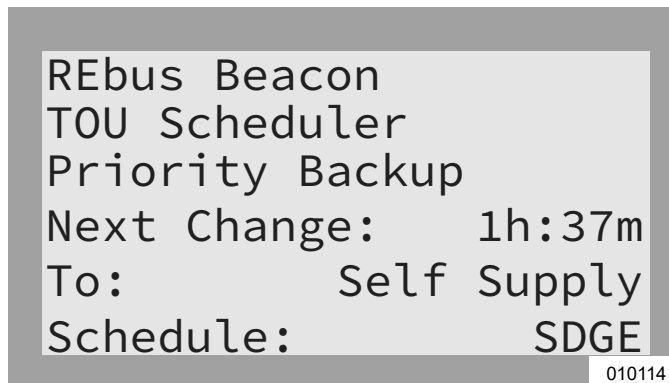 REbus Beacon
TOU Scheduler
Priority Backup
Next Change: 1h:37m
To: Self Supply
Schedule: SDGE
010114